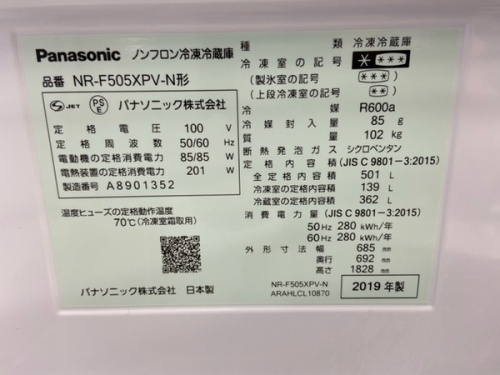 Panasonic ノンフロン冷凍冷蔵庫
品番 NR-F505XPV-N形
JET PS E パナソニック株式会社
定格電圧 100 V
定格周波数 50/60 Hz
電動機の定格消費電力 85/85 W
電熱装置の定格消費電力 201 W
製造番号 A8901352
温度ヒューズの定格動作温度
70℃(冷凍室霜取用)
パナソニック株式会社 日本製
種類 冷凍冷蔵庫
冷凍室の記号 * ***
(製氷室の記号) ***
(上段冷凍室の記号) **
冷媒 R600a
冷媒封入量 85 g
質量 102 kg
断熱発泡ガス シクロペンタン
定格内容積 (JIS C 9801-3:2015)
全定格内容積 501 L
冷凍室の定格内容積 139 L
冷蔵室の定格内容積 362 L
消費電力量 (JIS C 9801-3:2015)
50Hz 280 kWh/年
60Hz 280 kWh/年
外形寸法 幅 685 mm
奥行 692 mm
高さ 1828 mm
NR-F505XPV-N
ARAHLCL10870
2019年製